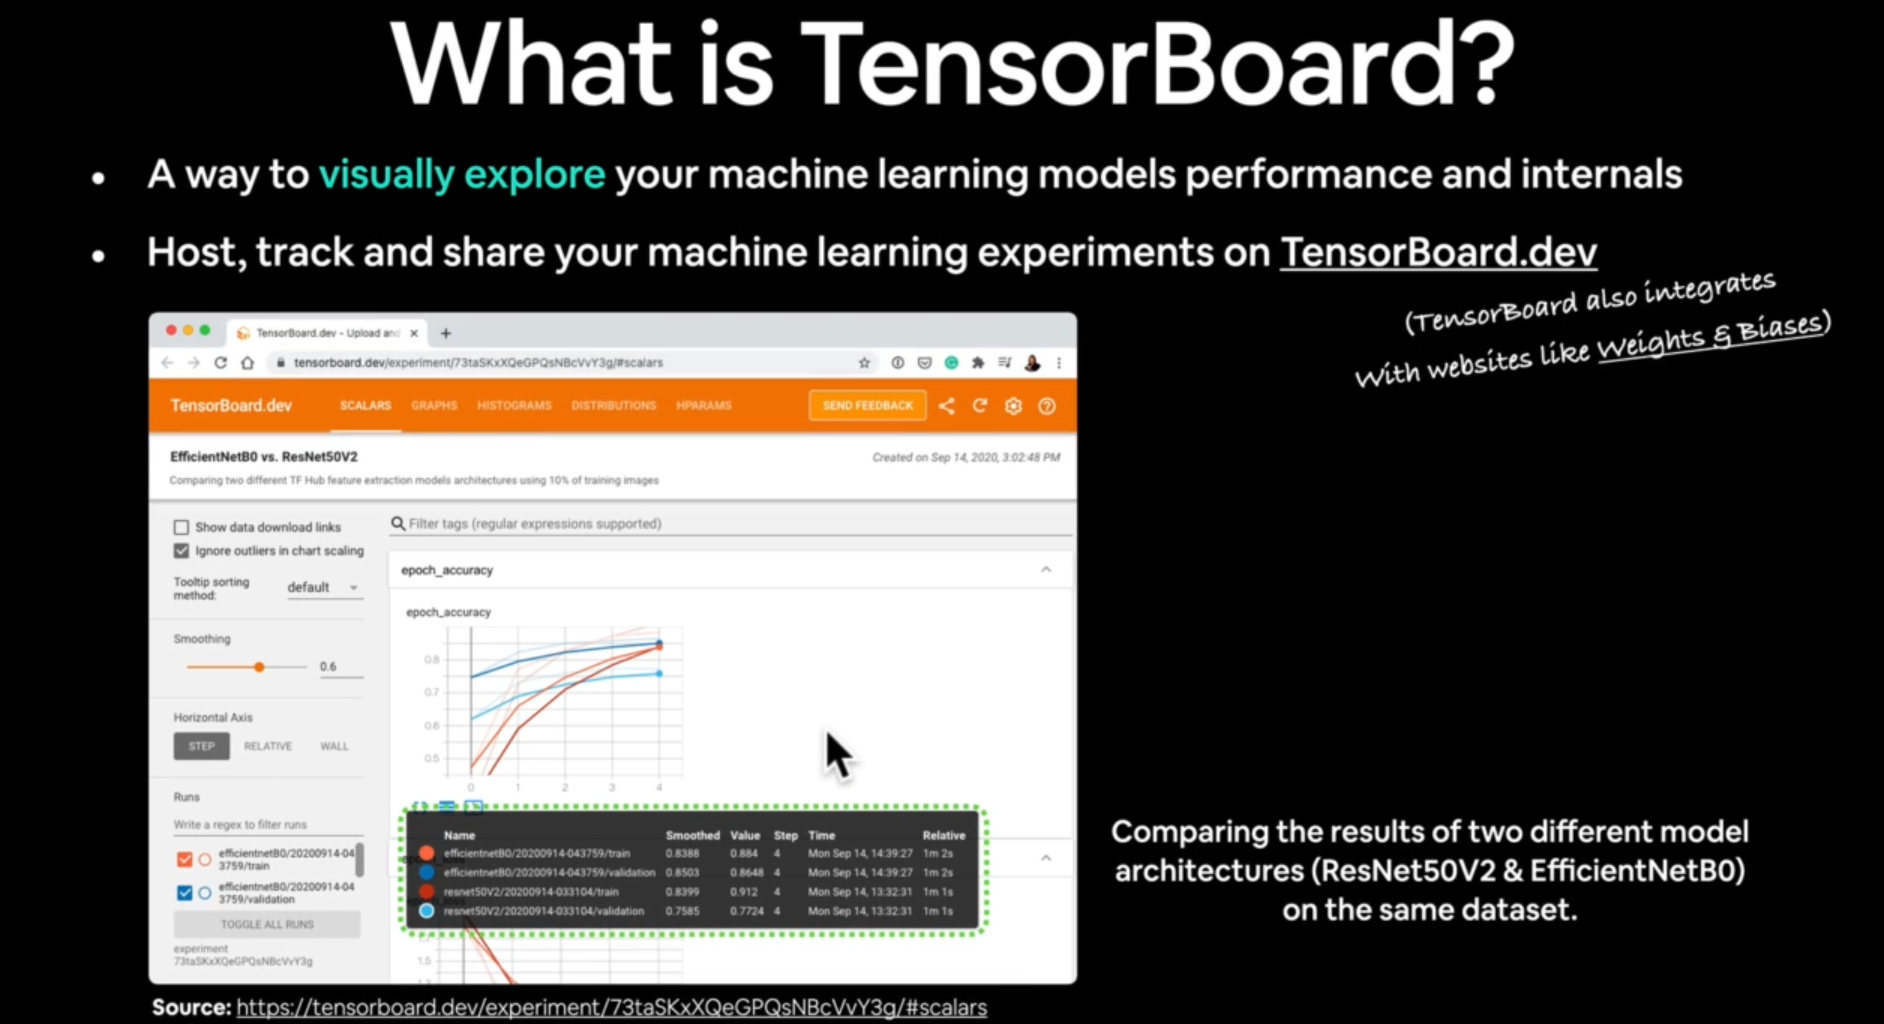 What is TensorBoard?
• A way to visually explore your machine learning models performance and internals
• Host, track and share your machine learning experiments on TensorBoard.dev
(TensorBoard also integrates
With websites like Weights & Biases)
TensorBoard.dev - Upload and
tensorboard.dev/experiment/73taSKxXQeGPQsNBcVvY3g/#scalars
TensorBoard.dev SCALARS GRAPHS HISTOGRAMS DISTRIBUTIONS HPARAMS SEND FEEDBACK
EfficientNetB0 vs. ResNet50V2
Created on Sep 14, 2020, 3:02:48 PM
Comparing two different TF Hub feature extraction models architectures using 10% of training images
Show data download links
Ignore outliers in chart scaling
Tooltip sorting
method:
default
Smoothing
0.6
Horizontal Axis
STEP RELATIVE WALL
Runs
Write a regex to filter runs
efficientnetB0/20200914-04
3759/train
efficientnetB0/20200914-04
3759/validation
TOGGLE ALL RUNS
experiment
73taSKxXQeGPQsNBcVvY3g
Filter tags (regular expressions supported)
epoch_accuracy
epoch_accuracy
0.8
0.7
0.6
0.5
0 1 2 3 4
Name Smoothed Value Step Time Relative
efficientnetB0/20200914-043759/train 0.8388 0.884 4 Mon Sep 14, 14:39:27 1m 2s
efficientnetB0/20200914-043759/validation 0.8503 0.8648 4 Mon Sep 14, 14:39:27 1m 2s
resnet50V2/20200914-033104/train 0.8399 0.912 4 Mon Sep 14, 13:32:31 1m 1s
resnet50V2/20200914-033104/validation 0.7585 0.7724 4 Mon Sep 14, 13:32:31 1m 1s
1.5
Comparing the results of two different model
architectures (ResNet50V2 & EfficientNetB0)
on the same dataset.
Source: https://tensorboard.dev/experiment/73taSKxXQeGPQsNBcVvY3g/#scalars